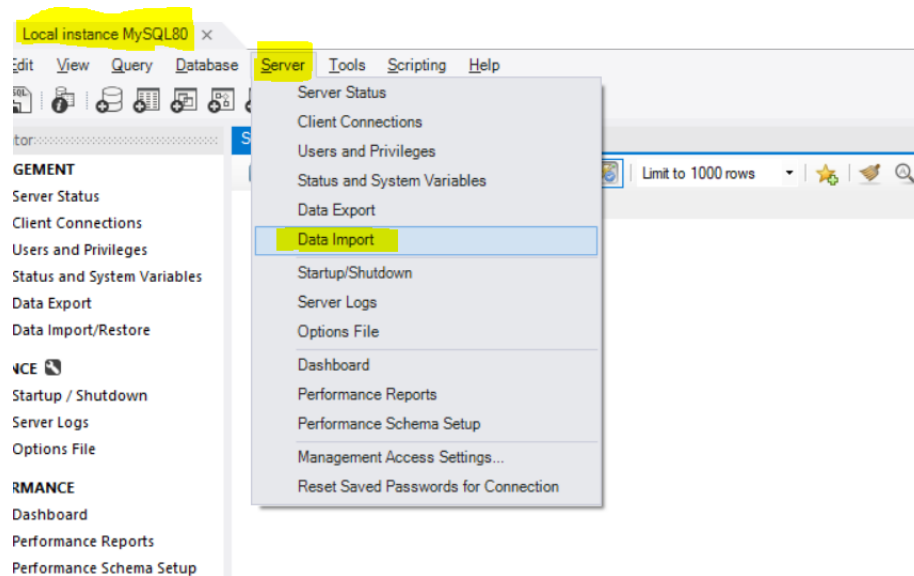 Local instance MySQL80 ×
Edit View Query Database Server Tools Scripting Help
SQL
tor
S
GEMENT
Server Status
Client Connections
Users and Privileges
Status and System Variables
Data Export
Data Import/Restore
NCE
Startup / Shutdown
Server Logs
Options File
RMANCE
Dashboard
Performance Reports
Performance Schema Setup
Server Status
Client Connections
Users and Privileges
Status and System Variables
Data Export
Data Import
Startup/Shutdown
Server Logs
Options File
Dashboard
Performance Reports
Performance Schema Setup
Management Access Settings...
Reset Saved Passwords for Connection
Limit to 1000 rows